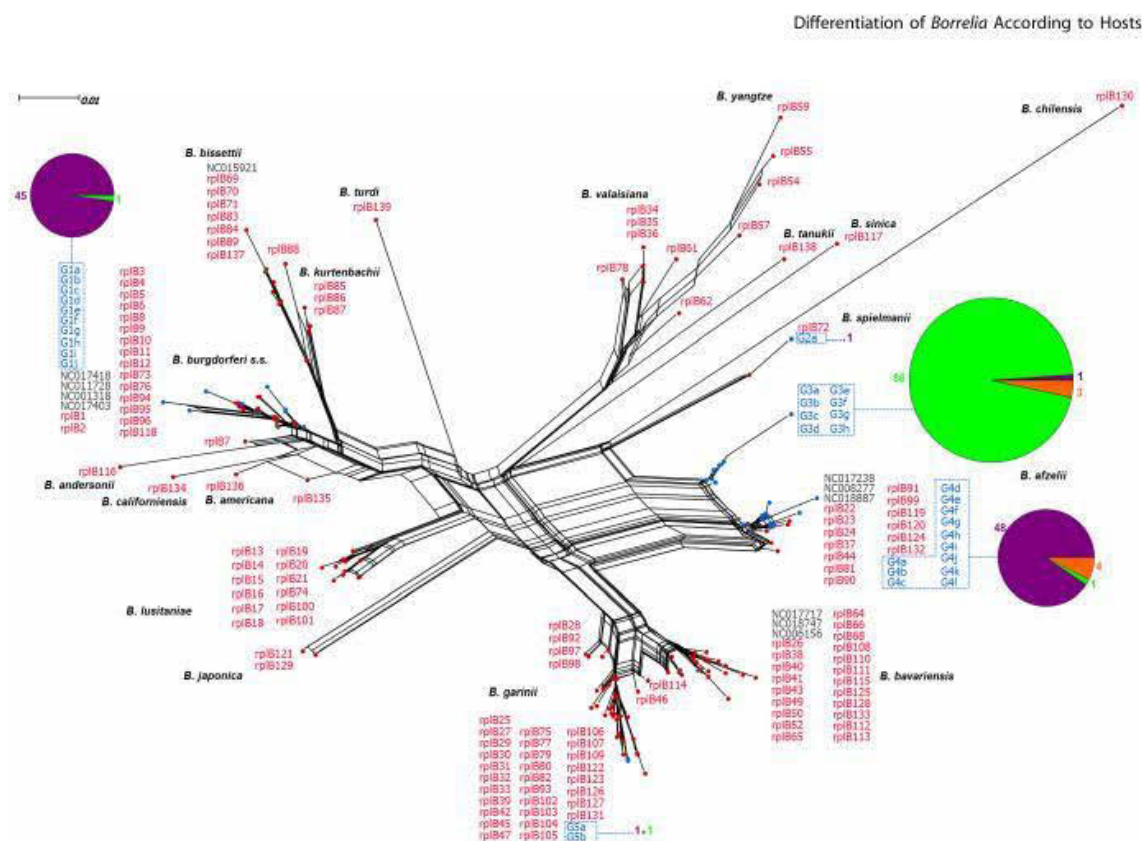 Differentiation of Borrelia According to Hosts
0.01
B. yangtze
rplB59
rplB130
B. chilensis
rplB55
rplB54
45
1
B. bissettii
NC015921
rplB69
rplB70
rplB71
rplB83
rplB84
rplB89
rplB137
rplB88
B. turdi
rplB139
B. valaisiana
rplB34
rplB35
rplB36
rplB57
B. sinica
rplB117
B. tanukii
rplB138
rplB61
rplB78
rplB62
B. kurtenbachii
rplB85
rplB86
rplB87
G1a
G1b
G1c
G1d
G1e
G1f
G1g
G1h
G1i
G1j
NC017418
NC011728
NC001318
NC017403
rplB1
rplB2
rplB3
rplB4
rplB5
rplB6
rplB8
rplB9
rplB10
rplB11
rplB12
rplB73
rplB76
rplB94
rplB95
rplB96
rplB118
B. burgdorferi s.s.
B. spielmanii
rplB72
G2a
1
G3a G3e
G3b G3f
G3c G3g
G3d G3h
1
3
B. afzelii
rplB7
rplB116
B. andersonii
rplB134
B. californiensis
rplB136
B. americana
rplB135
NC017238
NC008277
NC018887
rplB22
rplB23
rplB24
rplB37
rplB44
rplB81
rplB90
rplB91
rplB99
rplB119
rplB120
rplB124
rplB132
G4a
G4b
G4c
G4d
G4e
G4f
G4g
G4h
G4i
G4j
G4k
G4l
48
4
1
rplB13 rplB19
rplB14 rplB20
rplB15 rplB21
rplB16 rplB74
rplB17 rplB100
rplB18 rplB101
B. lusitaniae
rplB121
rplB129
B. japonica
rplB28
rplB92
rplB97
rplB98
rplB114
rplB46
B. garinii
NC017717
NC018747
NC006156
rplB26
rplB38
rplB40
rplB41
rplB43
rplB49
rplB50
rplB52
rplB65
rplB64
rplB66
rplB68
rplB108
rplB110
rplB111
rplB115
rplB125
rplB128
rplB133
rplB112
rplB113
B. bavariensis
rplB25
rplB27
rplB29
rplB30
rplB31
rplB32
rplB33
rplB39
rplB42
rplB45
rplB47
rplB75
rplB77
rplB79
rplB80
rplB82
rplB93
rplB102
rplB103
rplB104
rplB105
rplB106
rplB107
rplB109
rplB122
rplB123
rplB126
rplB127
rplB131
G5a
G5b
1 1